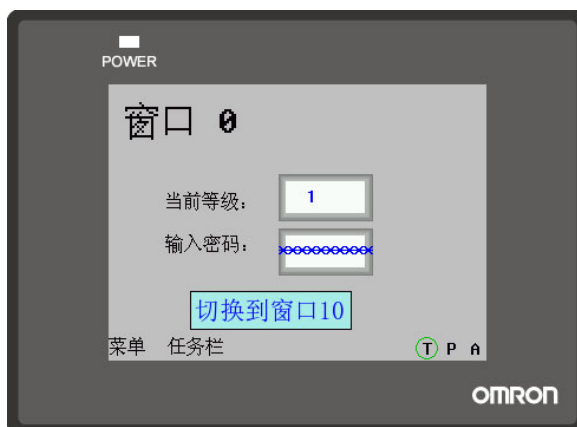 POWER
窗口 0
当前等级： 1
输入密码： xxxxxxxxxx
切换到窗口10
菜单 任务栏 T P A
OMRON